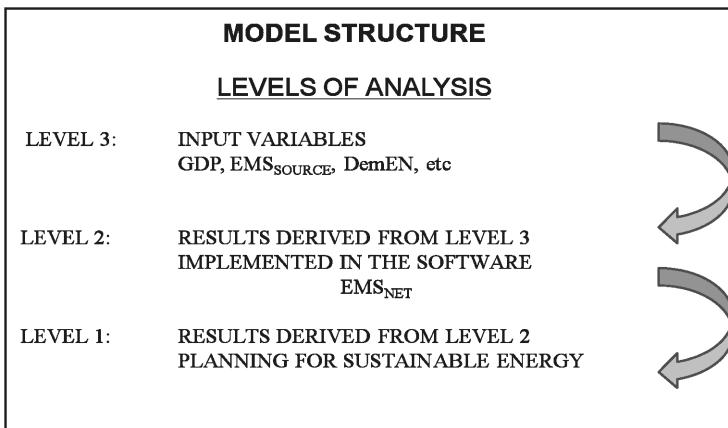 MODEL STRUCTURE
LEVELS OF ANALYSIS
LEVEL 3: INPUT VARIABLES
GDP, EMSSOURCE, DemEN, etc
LEVEL 2: RESULTS DERIVED FROM LEVEL 3
IMPLEMENTED IN THE SOFTWARE
EMSNET
LEVEL 1: RESULTS DERIVED FROM LEVEL 2
PLANNING FOR SUSTAINABLE ENERGY